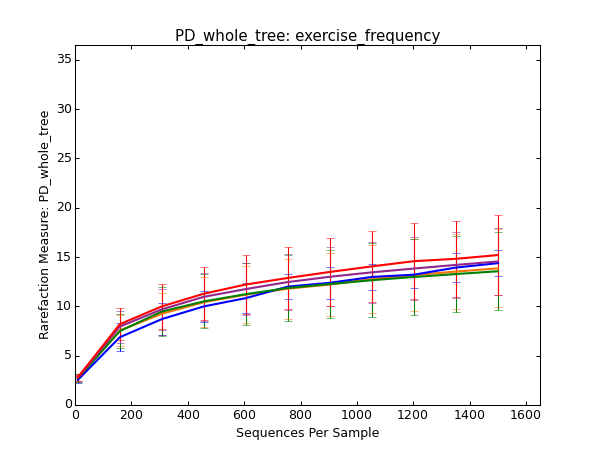 PD_whole_tree: exercise_frequency
Rarefaction Measure: PD_whole_tree
35
30
25
20
15
10
5
0
0 200 400 600 800 1000 1200 1400 1600
Sequences Per Sample